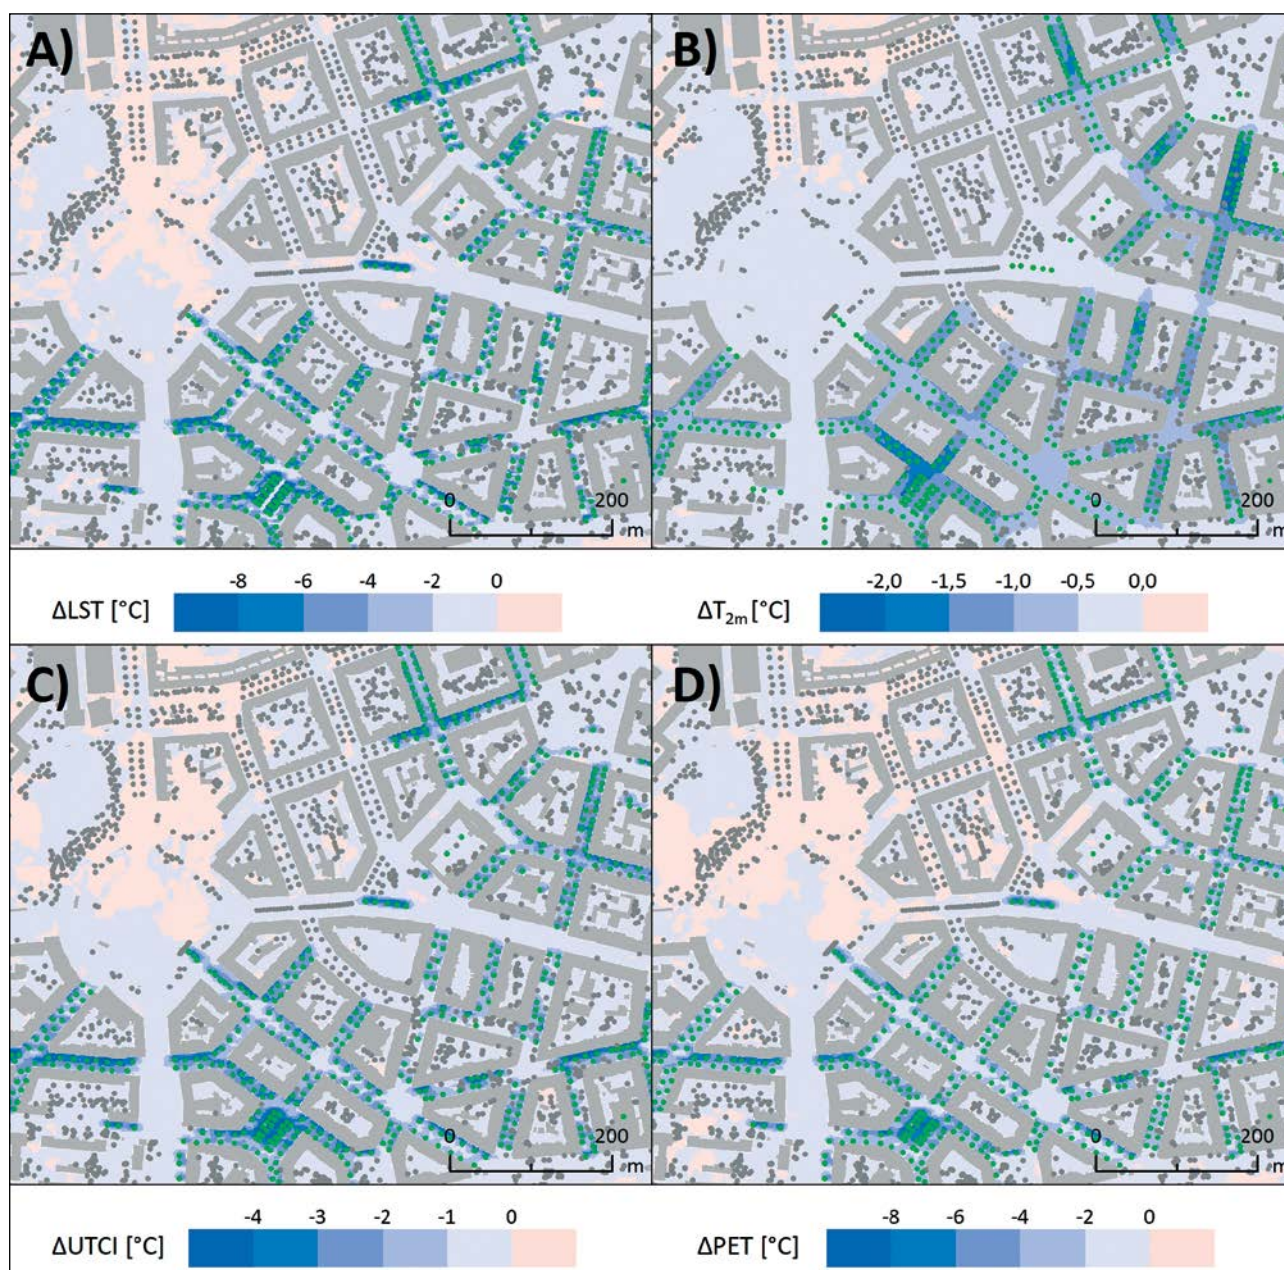 A)
B)
0 200
m
0 200
m
-8 -6 -4 -2 0
ΔLST [°C]
-2,0 -1,5 -1,0 -0,5 0,0
ΔT2m [°C]
C)
D)
0 200
m
0 200
m
-4 -3 -2 -1 0
ΔUTCI [°C]
-8 -6 -4 -2 0
ΔPET [°C]